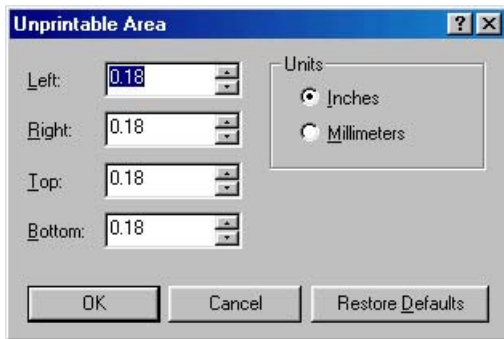 Unprintable Area
Left: 0.18
Right: 0.18
Top: 0.18
Bottom: 0.18
Units
Inches
Millimeters
OK Cancel Restore Defaults